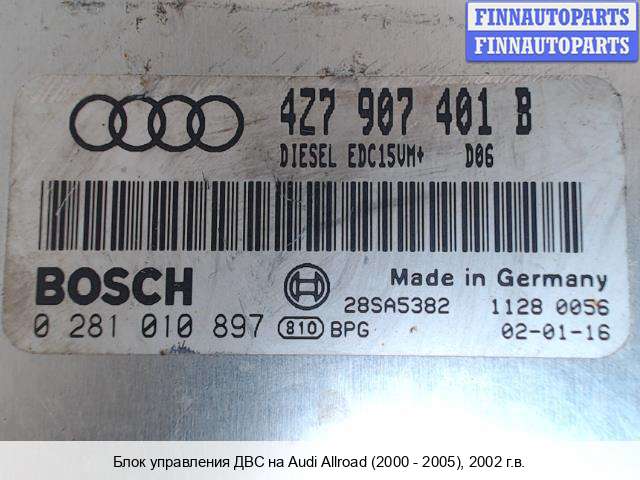 FINNAUTOPARTS
FINNAUTOPARTS
4Z7 907 401 B
DIESEL EDC15VM+ D06
BOSCH
Made in Germany
28SA5382 1128 0056
0 281 010 897 810 BPG 02-01-16
Блок управления ДВС на Audi Allroad (2000 - 2005), 2002 г.в.